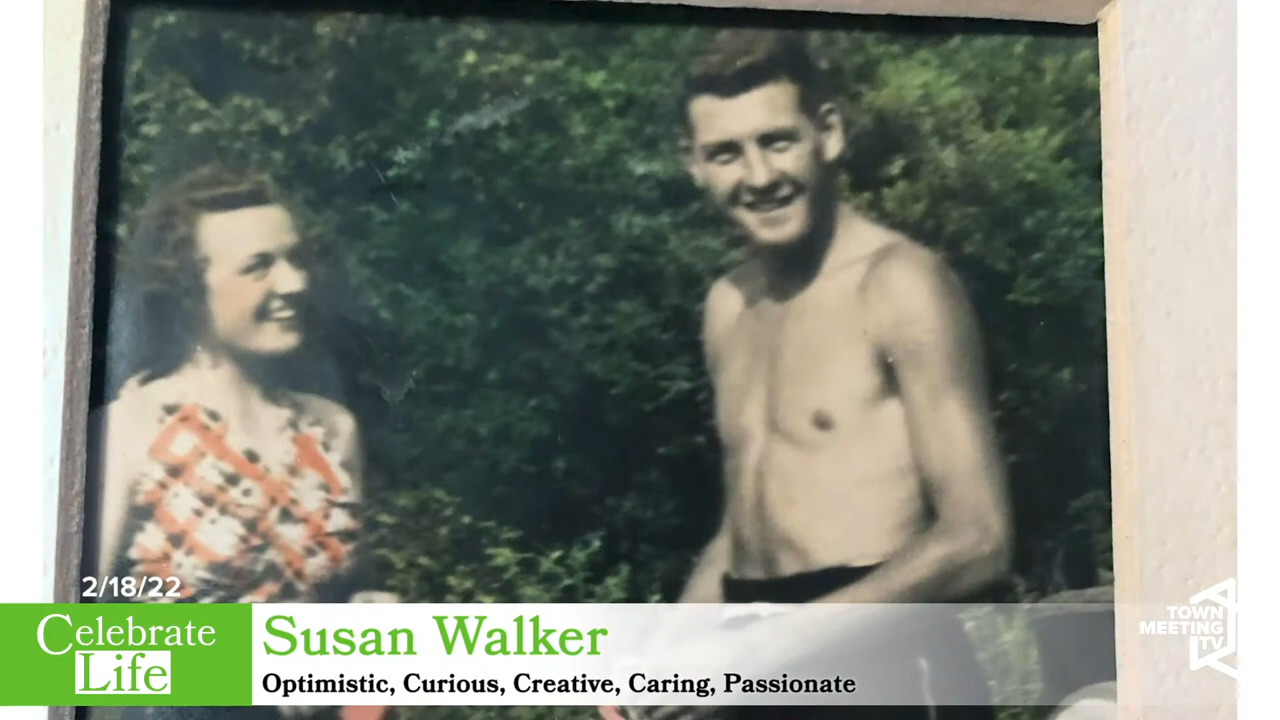 2/18/22
Celebrate
Life
Susan Walker
Optimistic, Curious, Creative, Caring, Passionate
TOWN
MEETING
TV